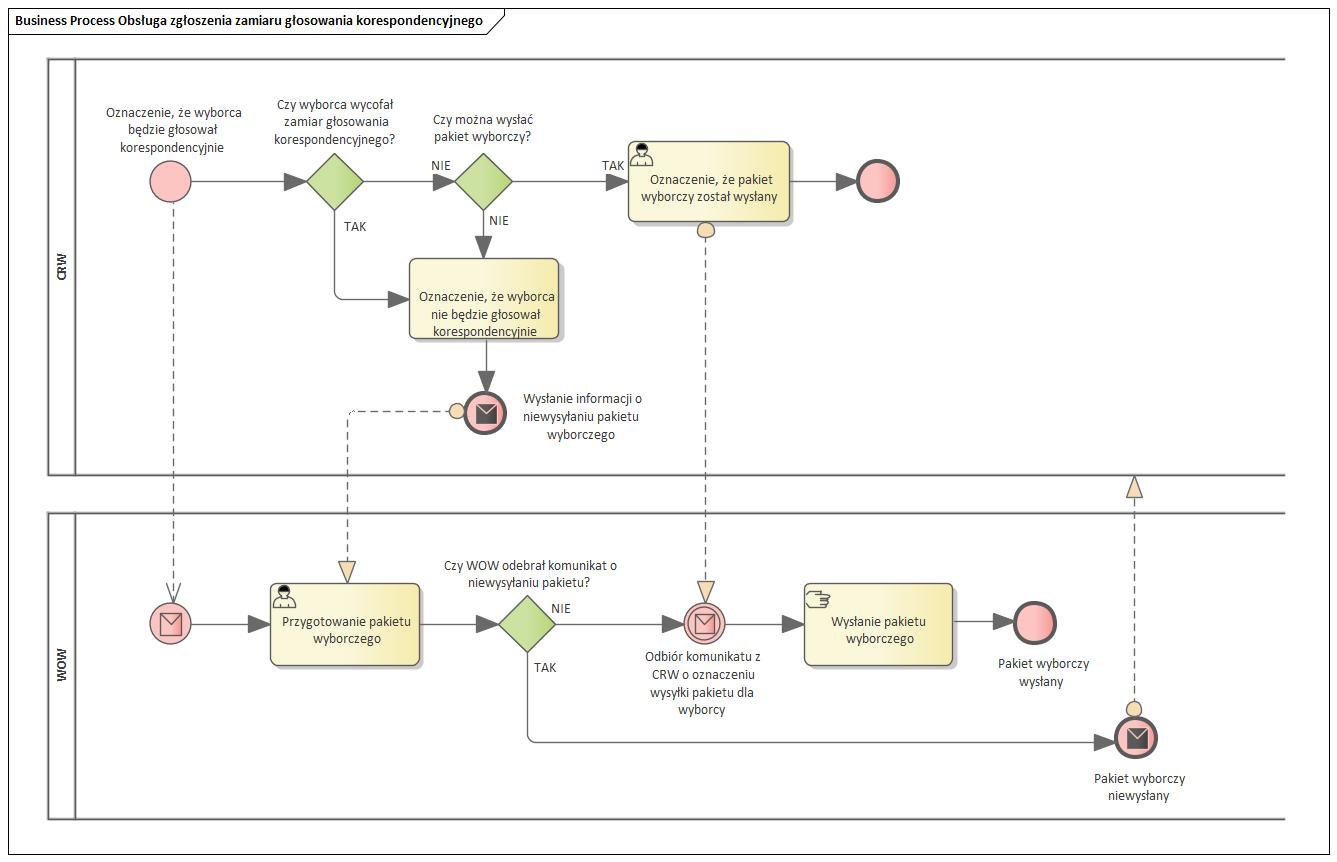 Business Process Obsługa zgłoszenia zamiaru głosowania korespondencyjnego
CRW
Oznaczenie, że wyborca
będzie głosował
korespondencyjnie
Czy wyborca wycofał
zamiar głosowania
korespondencyjnego?
Czy można wysłać
pakiet wyborczy?
NIE
TAK
Oznaczenie, że pakiet
wyborczy został wysłany
TAK
NIE
Oznaczenie, że wyborca
nie będzie głosował
korespondencyjnie
Wysłanie informacji o
niewysyłaniu pakietu
wyborczego
WOW
Przygotowanie pakietu
wyborczego
Czy WOW odebrał komunikat o
niewysyłaniu pakietu?
NIE
TAK
Odbiór komunikatu z
CRW o oznaczeniu
wysyłki pakietu dla
wyborcy
Wysłanie pakietu
wyborczego
Pakiet wyborczy
wysłany
Pakiet wyborczy
niewysłany